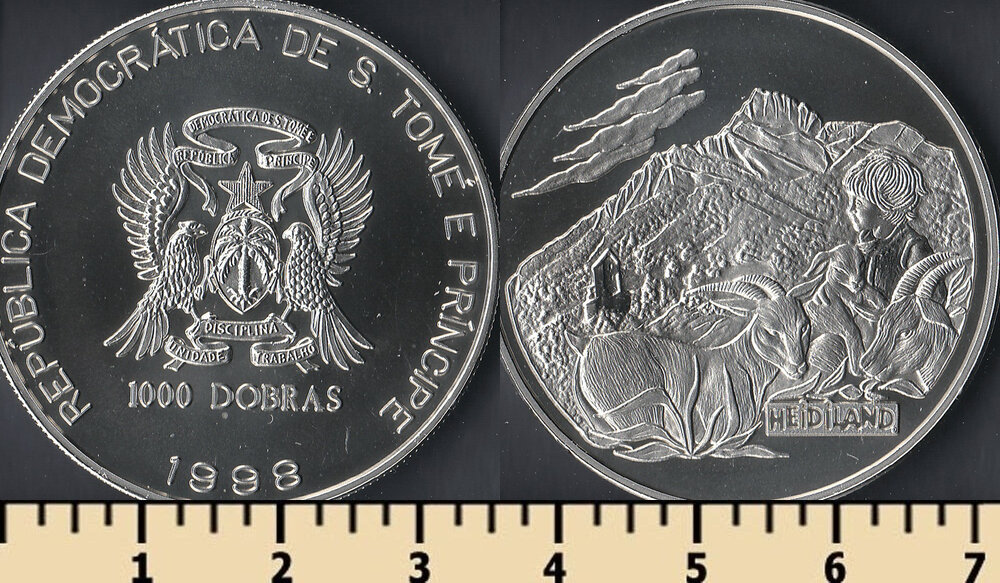 REPÚBLICA DEMOCRÁTICA DE S. TOMÉ E PRÍNCIPE
DEMOCRÁTICA DE S TOMÉ E
REPÚBLICA PRÍNCIPE
DISCIPLINA
UNIDADE TRABALHO
1000 DOBRAS
1998
HEIDILAND
1 2 3 4 5 6 7